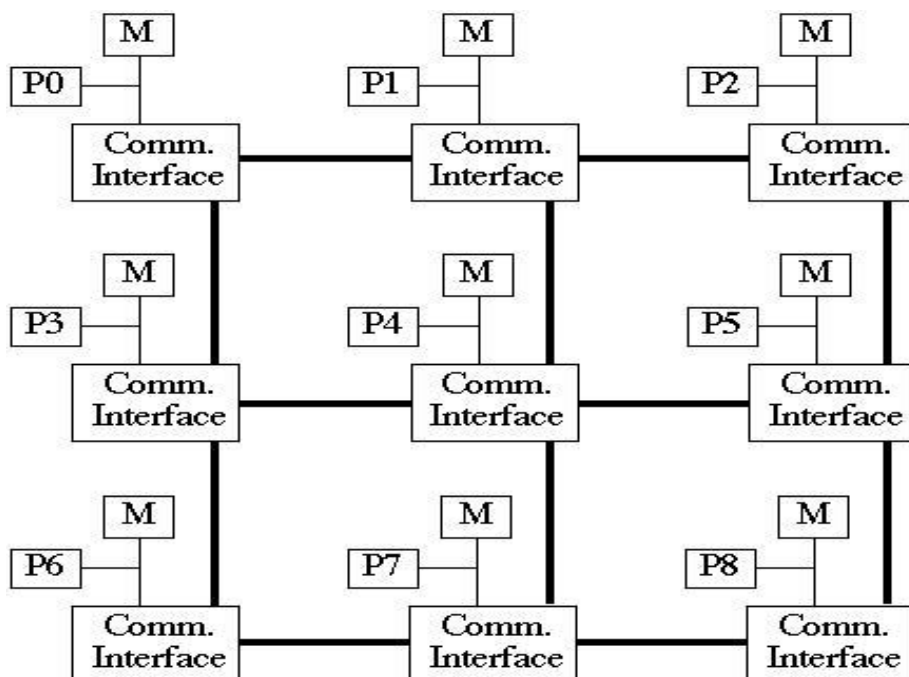 M M M
P0 P1 P2
Comm. Comm. Comm.
Interface Interface Interface
M M M
P3 P4 P5
Comm. Comm. Comm.
Interface Interface Interface
M M M
P6 P7 P8
Comm. Comm. Comm.
Interface Interface Interface